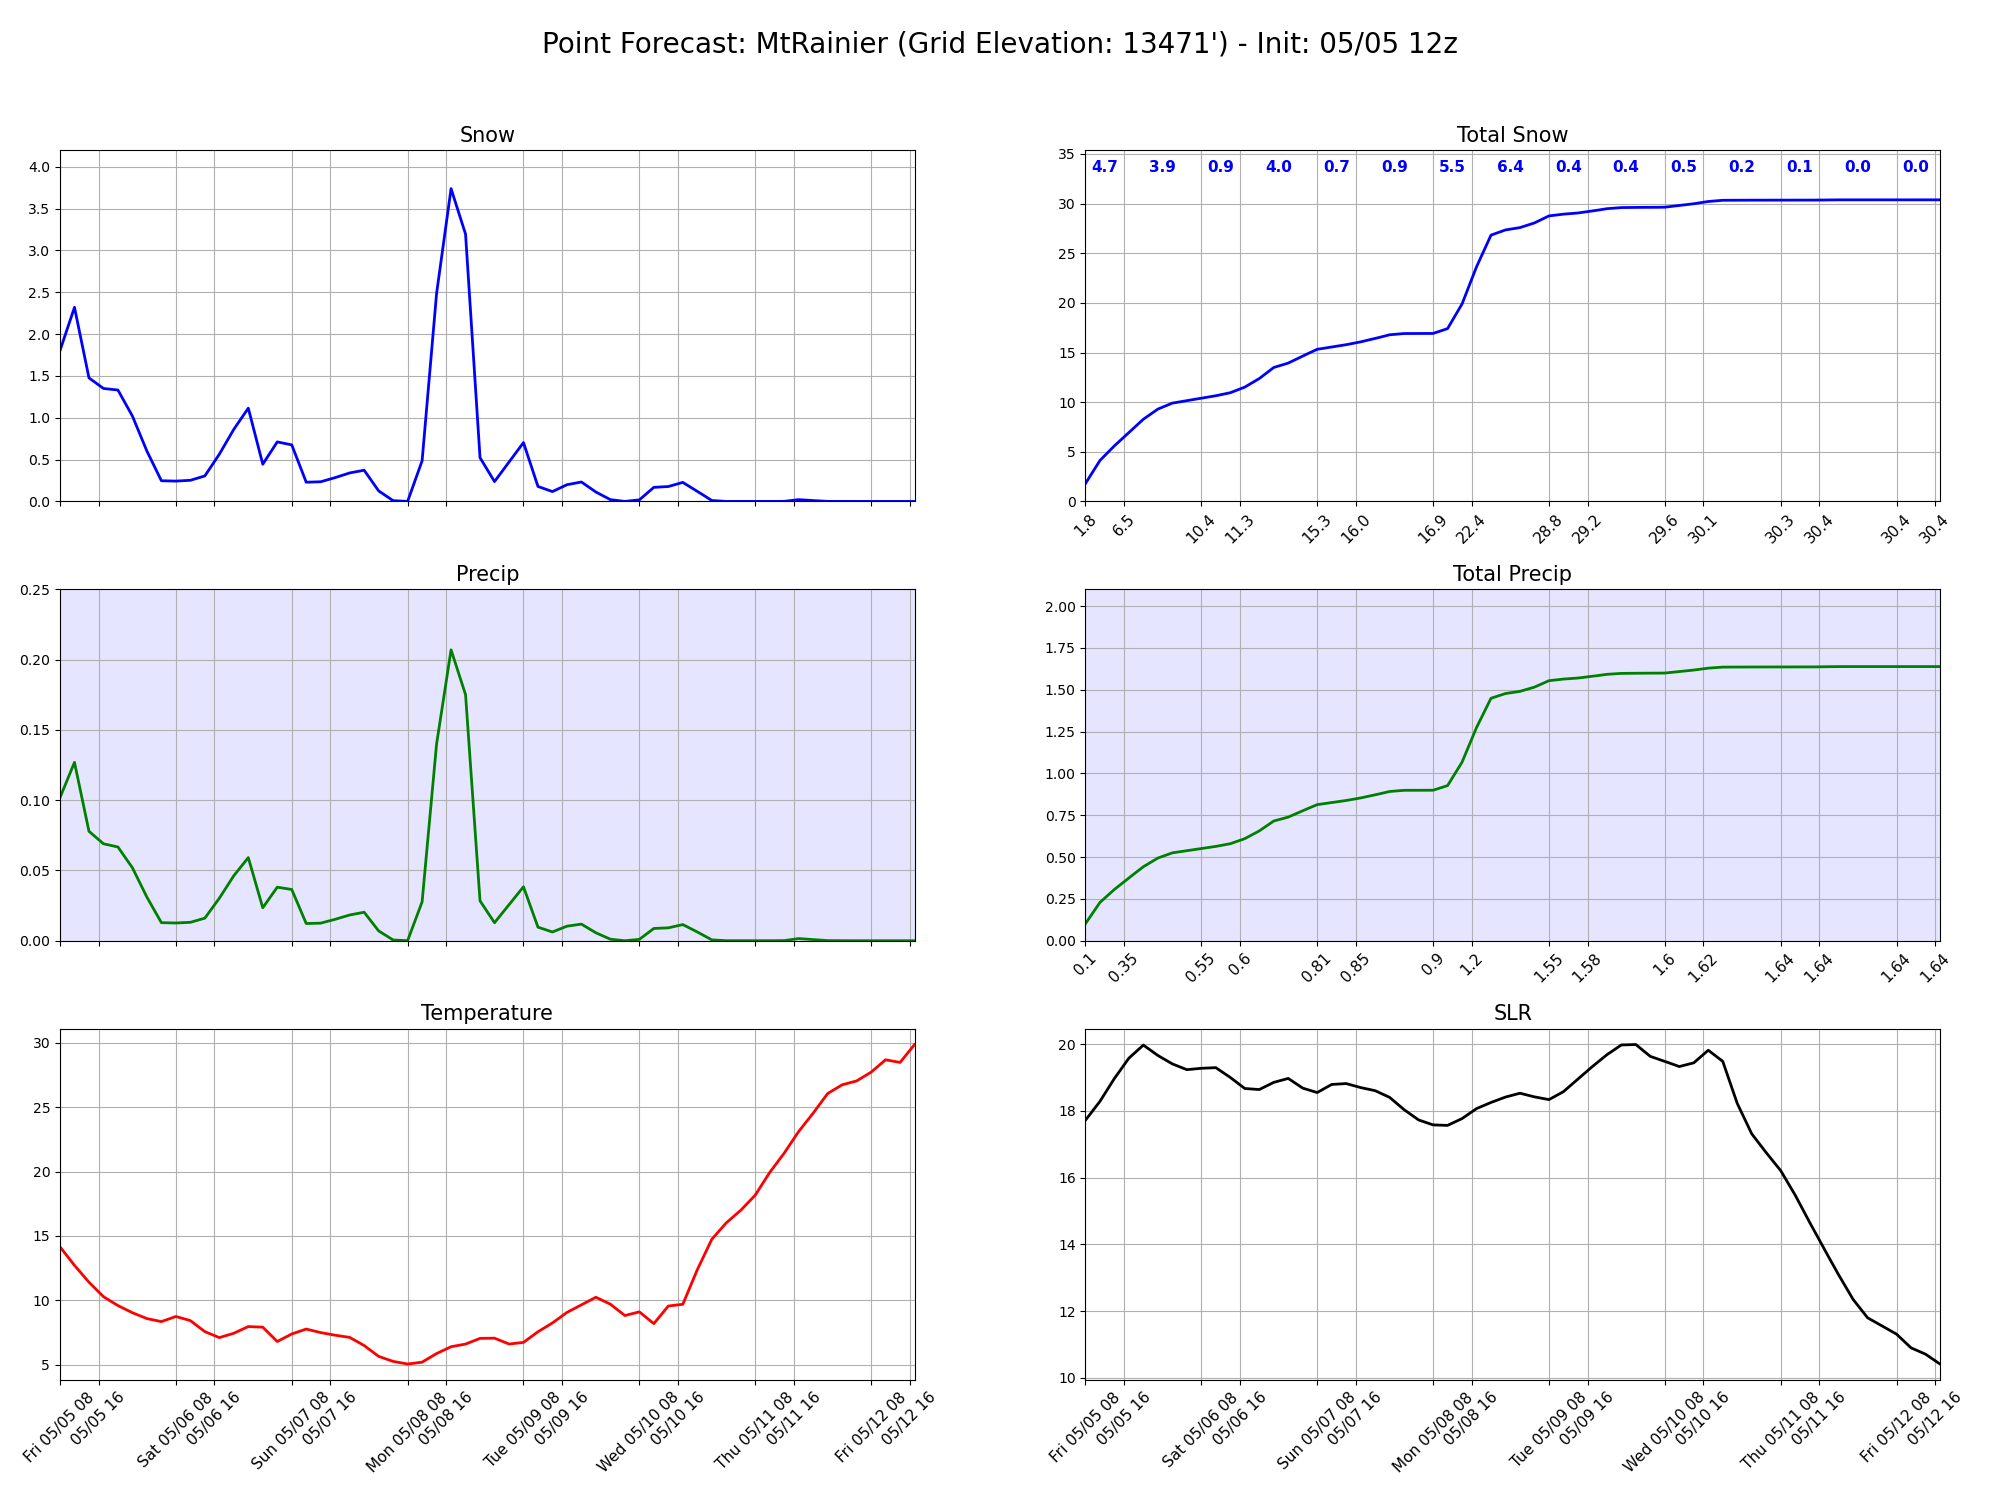 Point Forecast: MtRainier (Grid Elevation: 13471') - Init: 05/05 12z
Snow
4.0
3.5
3.0
2.5
2.0
1.5
1.0
0.5
0.0
Total Snow
35
30
25
20
15
10
5
0
4.7 3.9 0.9 4.0 0.7 0.9 5.5 6.4 0.4 0.4 0.5 0.2 0.1 0.0 0.0
1.8 6.5 10.4 11.3 15.3 16.0 16.9 22.4 28.8 29.2 29.6 30.1 30.3 30.4 30.4 30.4
Precip
0.25
0.20
0.15
0.10
0.05
0.00
Total Precip
2.00
1.75
1.50
1.25
1.00
0.75
0.50
0.25
0.00
0.1 0.35 0.55 0.6 0.81 0.85 0.9 1.2 1.55 1.58 1.6 1.62 1.64 1.64 1.64 1.64
Temperature
30
25
20
15
10
5
Fri 05/05 08
05/05 16
Sat 05/06 08
05/06 16
Sun 05/07 08
05/07 16
Mon 05/08 08
05/08 16
Tue 05/09 08
05/09 16
Wed 05/10 08
05/10 16
Thu 05/11 08
05/11 16
Fri 05/12 08
05/12 16
SLR
20
18
16
14
12
10
Fri 05/05 08
05/05 16
Sat 05/06 08
05/06 16
Sun 05/07 08
05/07 16
Mon 05/08 08
05/08 16
Tue 05/09 08
05/09 16
Wed 05/10 08
05/10 16
Thu 05/11 08
05/11 16
Fri 05/12 08
05/12 16